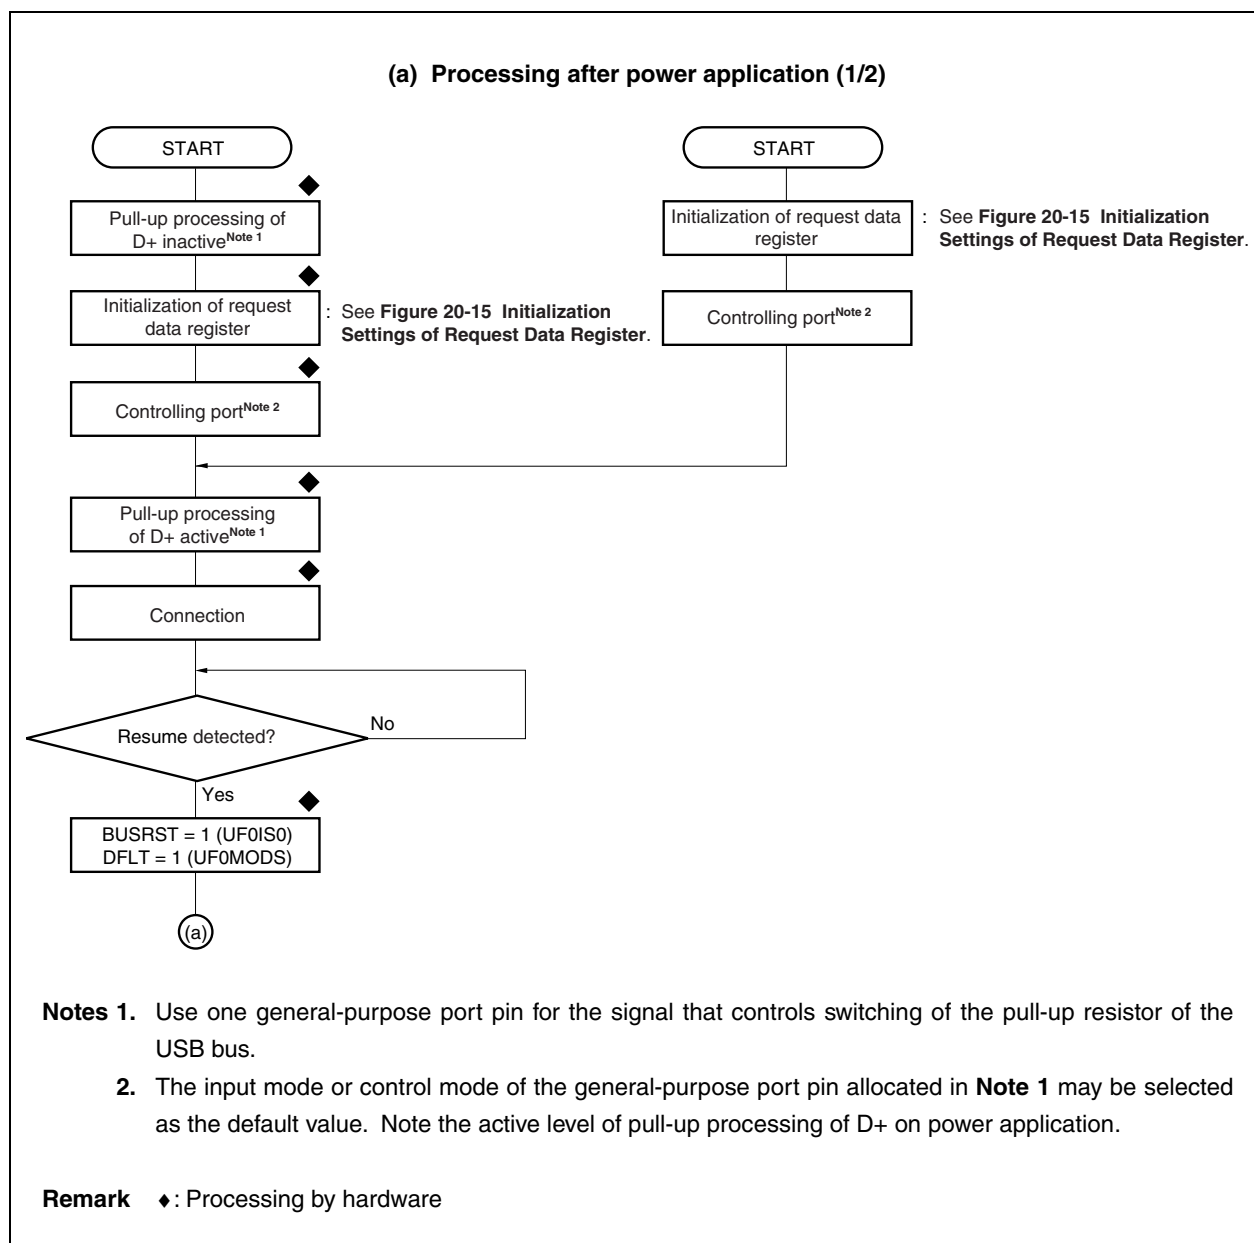 (a) Processing after power application (1/2)
START
Pull-up processing of
D+ inactiveNote 1
Initialization of request
data register
: See Figure 20-15 Initialization
Settings of Request Data Register.
Controlling portNote 2
START
Initialization of request data
register
: See Figure 20-15 Initialization
Settings of Request Data Register.
Controlling portNote 2
Pull-up processing
of D+ activeNote 1
Connection
Resume detected?
No
Yes
BUSRST = 1 (UF0IS0)
DFLT = 1 (UF0MODS)
(a)
Notes 1. Use one general-purpose port pin for the signal that controls switching of the pull-up resistor of the
USB bus.
2. The input mode or control mode of the general-purpose port pin allocated in Note 1 may be selected
as the default value. Note the active level of pull-up processing of D+ on power application.
Remark ♦: Processing by hardware